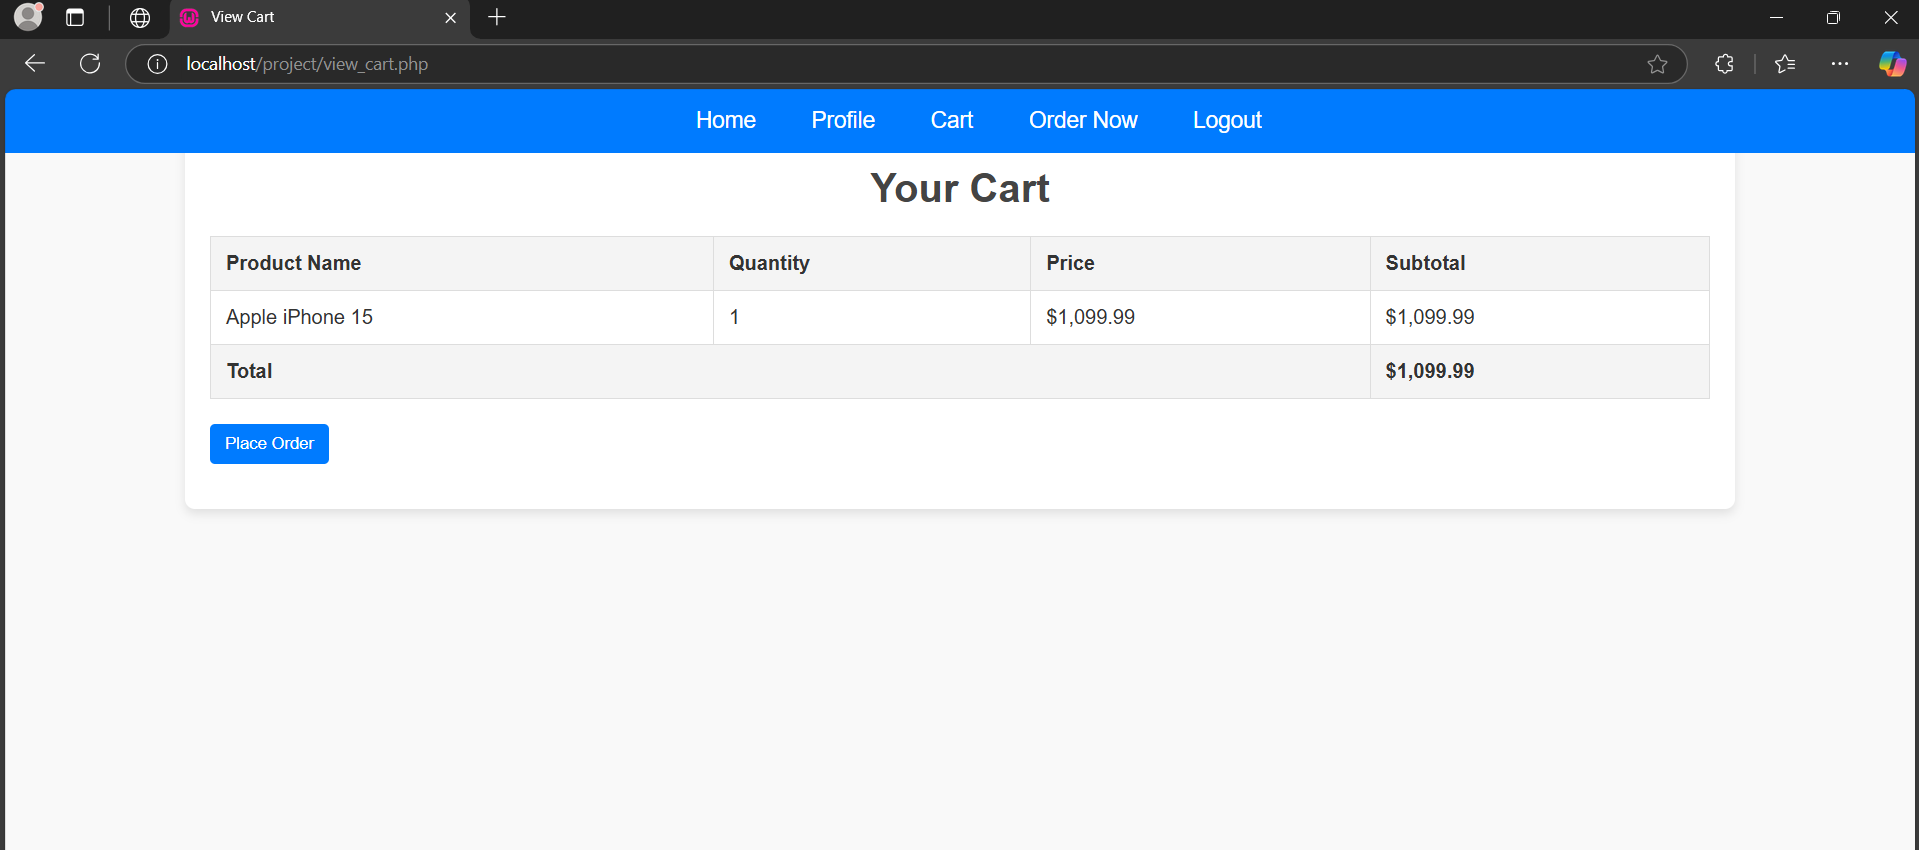 View Cart
localhost/project/view_cart.php
Home Profile Cart Order Now Logout
Your Cart
Product Name Quantity Price Subtotal
Apple iPhone 15 1 $1,099.99 $1,099.99
Total $1,099.99
Place Order